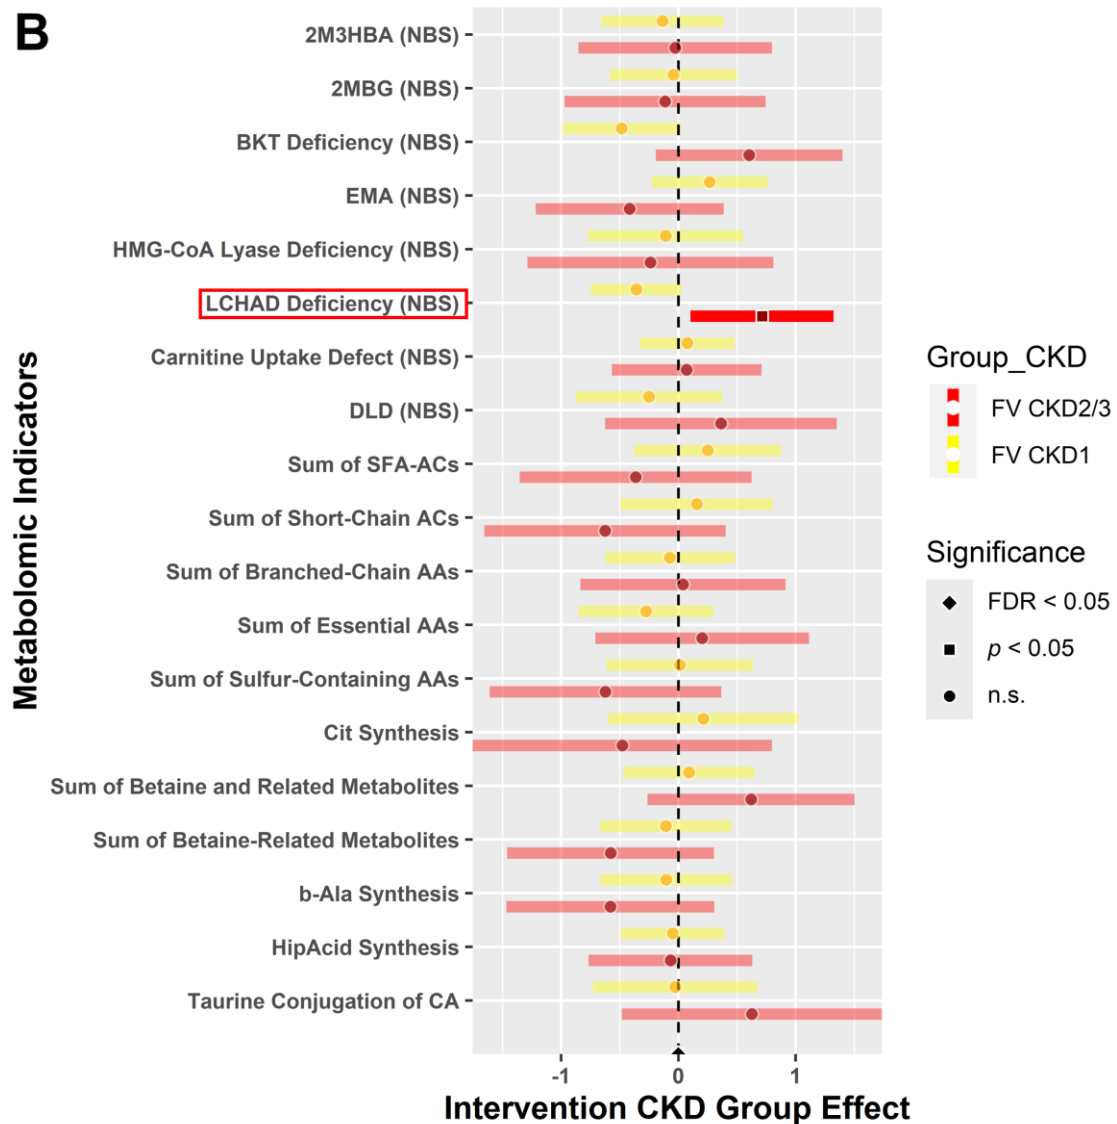 B
Metabolomic Indicators
2M3HBA (NBS)
2MBG (NBS)
BKT Deficiency (NBS)
EMA (NBS)
HMG-CoA Lyase Deficiency (NBS)
LCHAD Deficiency (NBS)
Carnitine Uptake Defect (NBS)
DLD (NBS)
Sum of SFA-ACs
Sum of Short-Chain ACs
Sum of Branched-Chain AAs
Sum of Essential AAs
Sum of Sulfur-Containing AAs
Cit Synthesis
Sum of Betaine and Related Metabolites
Sum of Betaine-Related Metabolites
b-Ala Synthesis
HipAcid Synthesis
Taurine Conjugation of CA
-1 0 1
Intervention CKD Group Effect
Group_CKD
FV CKD2/3
FV CKD1
Significance
FDR < 0.05
p < 0.05
n.s.